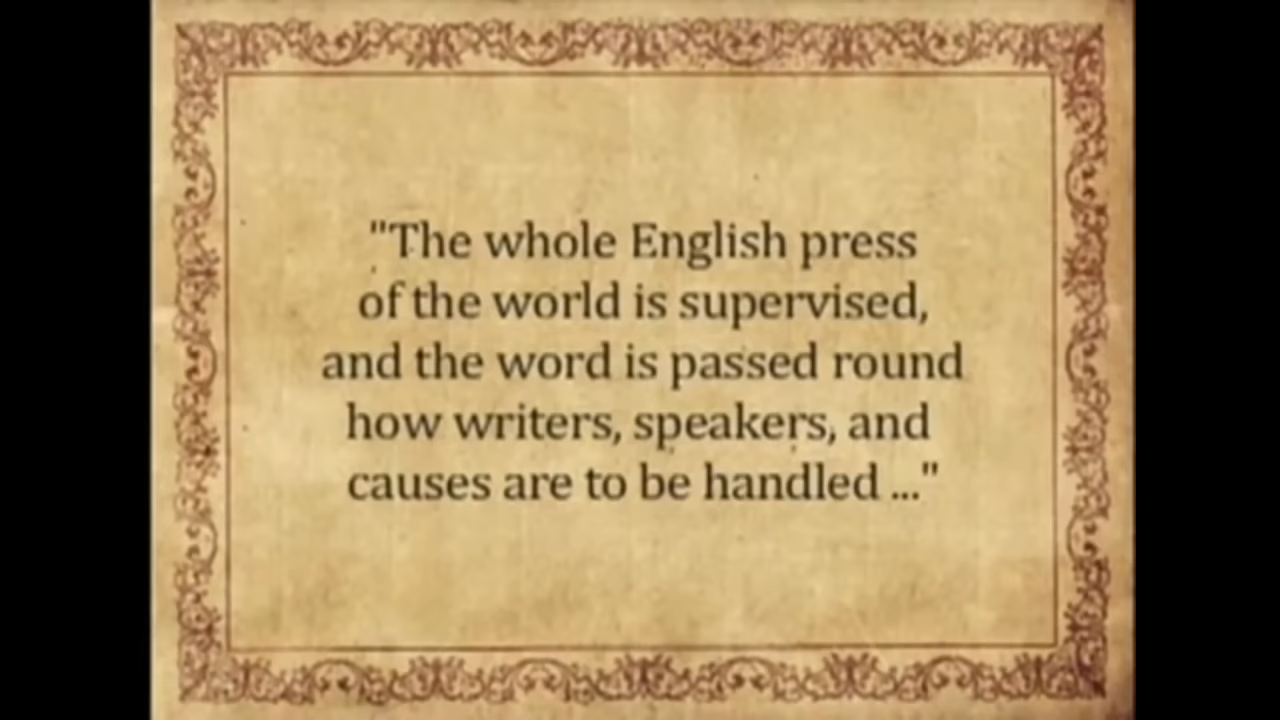 "The whole English press
of the world is supervised,
and the word is passed round
how writers, speakers, and
causes are to be handled ..."